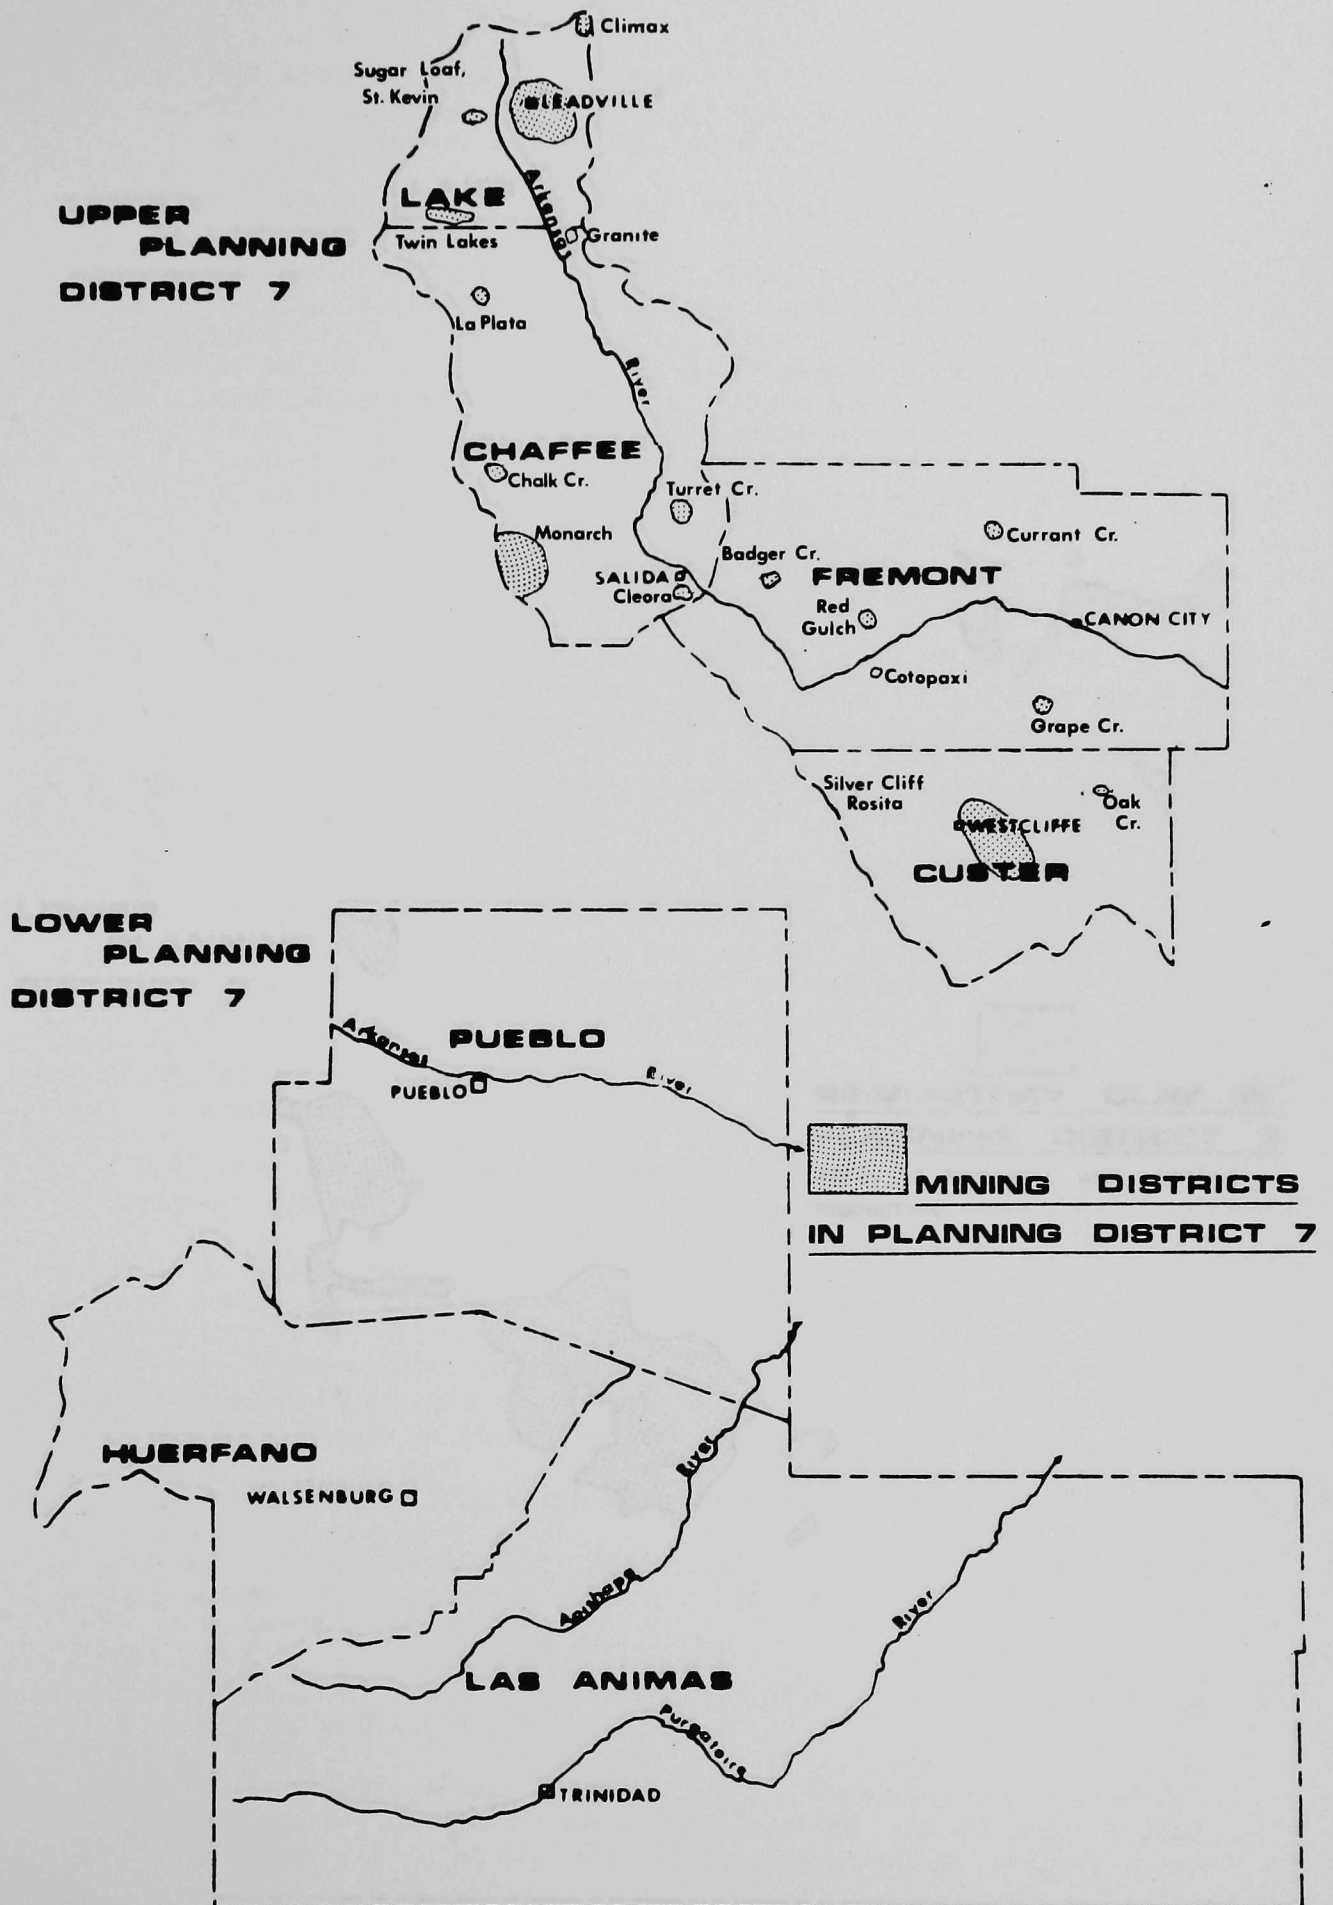 Climax
Sugar Loaf,
St. Kevin
LEADVILLE
UPPER
PLANNING
DISTRICT 7
LAKE
Arkansas
Twin Lakes
Granite
La Plata
River
CHAFFEE
Chalk Cr.
Turret Cr.
Monarch
Currant Cr.
Badger Cr.
FREMONT
SALIDA
Cleora
Red
Gulch
CANON CITY
Cotopaxi
Grape Cr.
Silver Cliff
Rosita
Oak
Cr.
WESTCLIFFE
CUSTER
LOWER
PLANNING
DISTRICT 7
Arkansas
PUEBLO
River
PUEBLO
MINING DISTRICTS
IN PLANNING DISTRICT 7
HUERFANO
River
WALSENBURG
Apishapa
River
LAS ANIMAS
Purgatoire
TRINIDAD